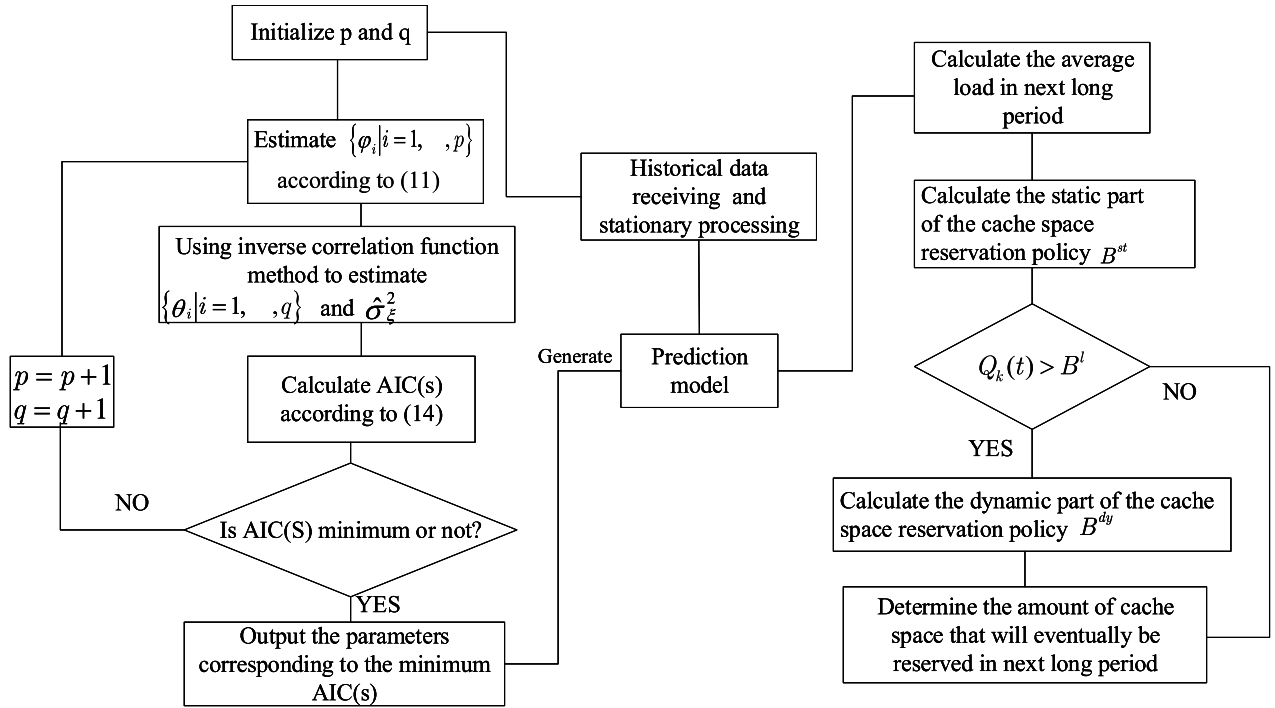 Initialize p and q
Estimate {φᵢ|i = 1,   , p}
according to (11)
Using inverse correlation function
method to estimate
{θᵢ|i = 1,   , q} and σ̂²_ξ
p = p + 1
q = q + 1
Calculate AIC(s)
according to (14)
NO
Is AIC(S) minimum or not?
YES
Output the parameters
corresponding to the minimum
AIC(s)
Historical data
receiving and
stationary processing
Generate
Prediction
model
Calculate the average
load in next long
period
Calculate the static part
of the cache space
reservation policy B^st
Q_k(t) > B^l
NO
YES
Calculate the dynamic part of the cache
space reservation policy B^dy
Determine the amount of cache
space that will eventually be
reserved in next long period